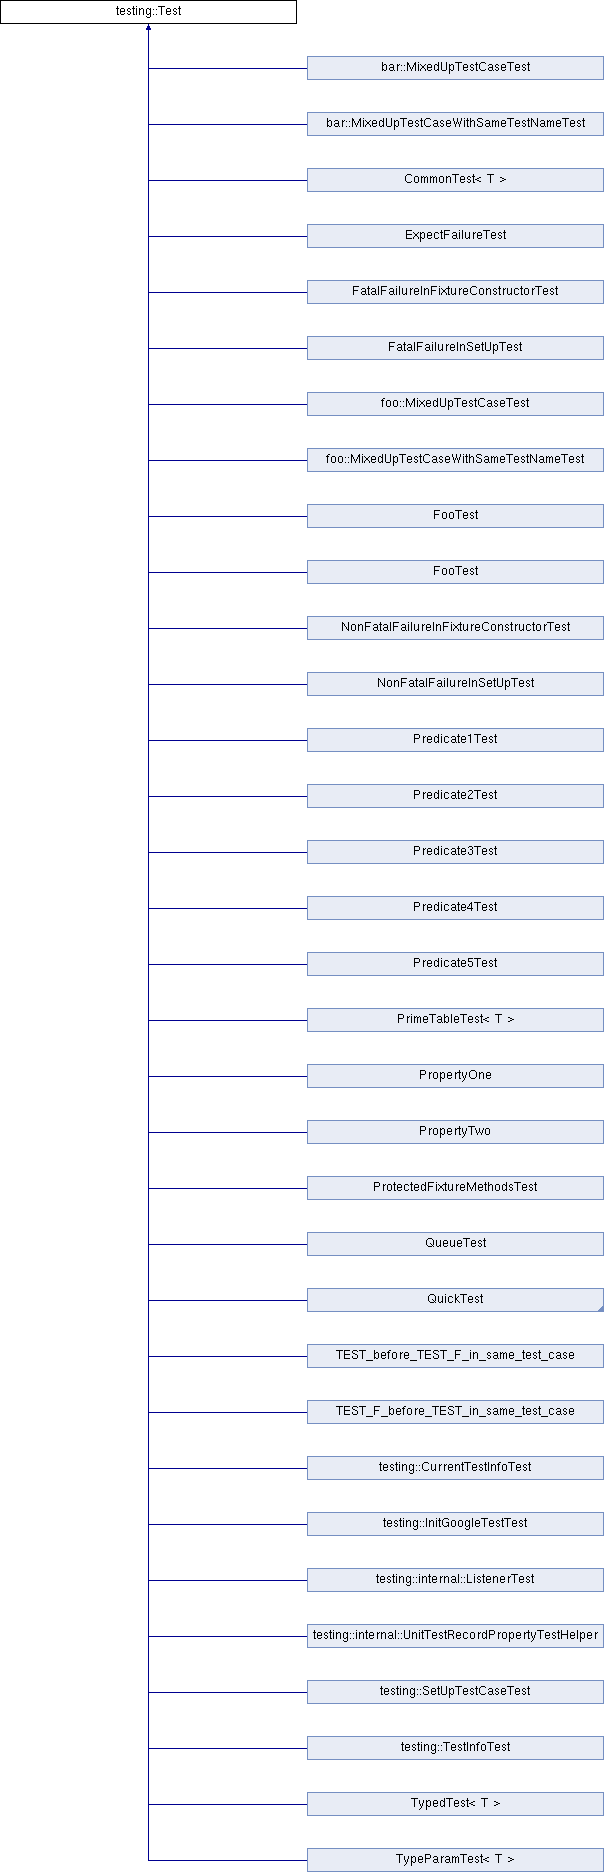 testing::Test
bar::MixedUpTestCaseTest
bar::MixedUpTestCaseWithSameTestNameTest
CommonTest< T >
ExpectFailureTest
FatalFailureInFixtureConstructorTest
FatalFailureInSetUpTest
foo::MixedUpTestCaseTest
foo::MixedUpTestCaseWithSameTestNameTest
FooTest
FooTest
NonFatalFailureInFixtureConstructorTest
NonFatalFailureInSetUpTest
Predicate1Test
Predicate2Test
Predicate3Test
Predicate4Test
Predicate5Test
PrimeTableTest< T >
PropertyOne
PropertyTwo
ProtectedFixtureMethodsTest
QueueTest
QuickTest
TEST_before_TEST_F_in_same_test_case
TEST_F_before_TEST_in_same_test_case
testing::CurrentTestInfoTest
testing::InitGoogleTestTest
testing::internal::ListenerTest
testing::internal::UnitTestRecordPropertyTestHelper
testing::SetUpTestCaseTest
testing::TestInfoTest
TypedTest< T >
TypeParamTest< T >